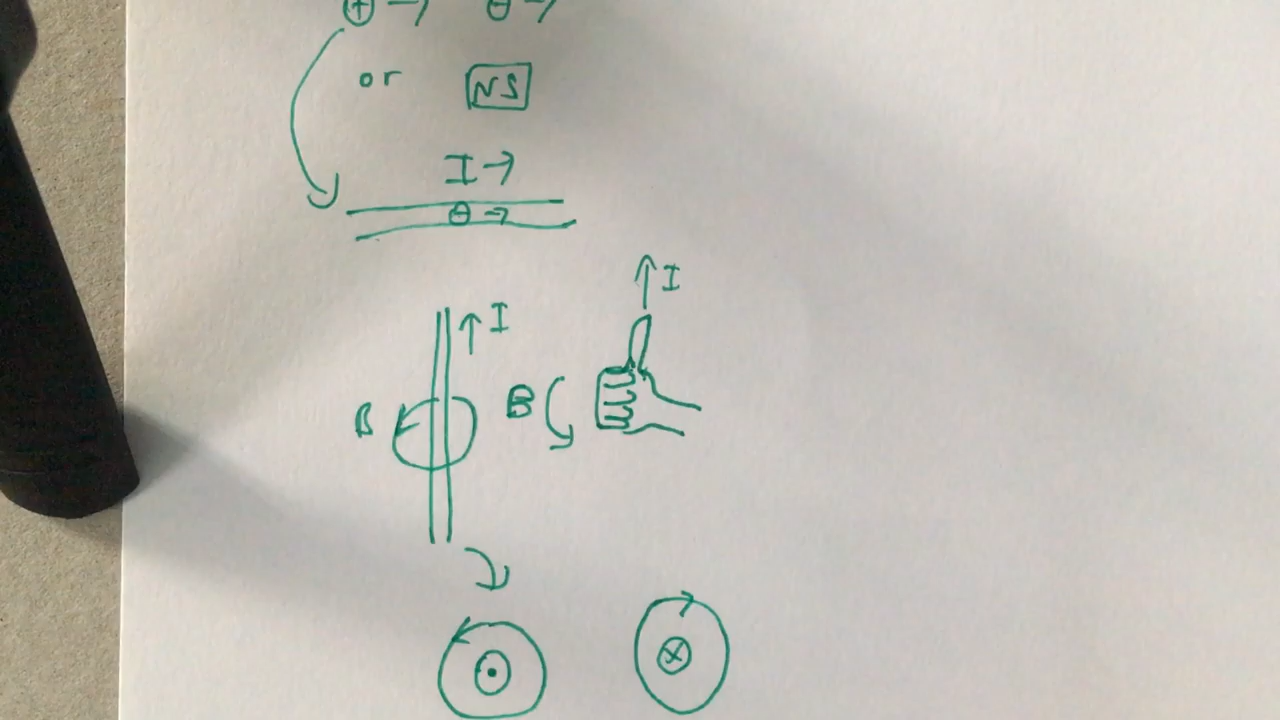 ⊕→ ⊖→
or NS
I→
⊖→
↑I
↑I
B
B